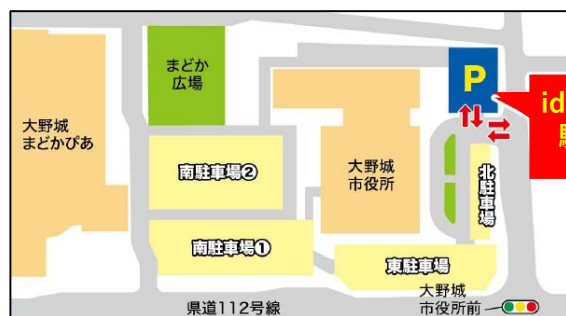 まどか
広場
P
id
駐
大野城
まどかぴあ
南駐車場②
大野城
市役所
北駐車場
南駐車場①
東駐車場
大野城
市役所前
県道112号線